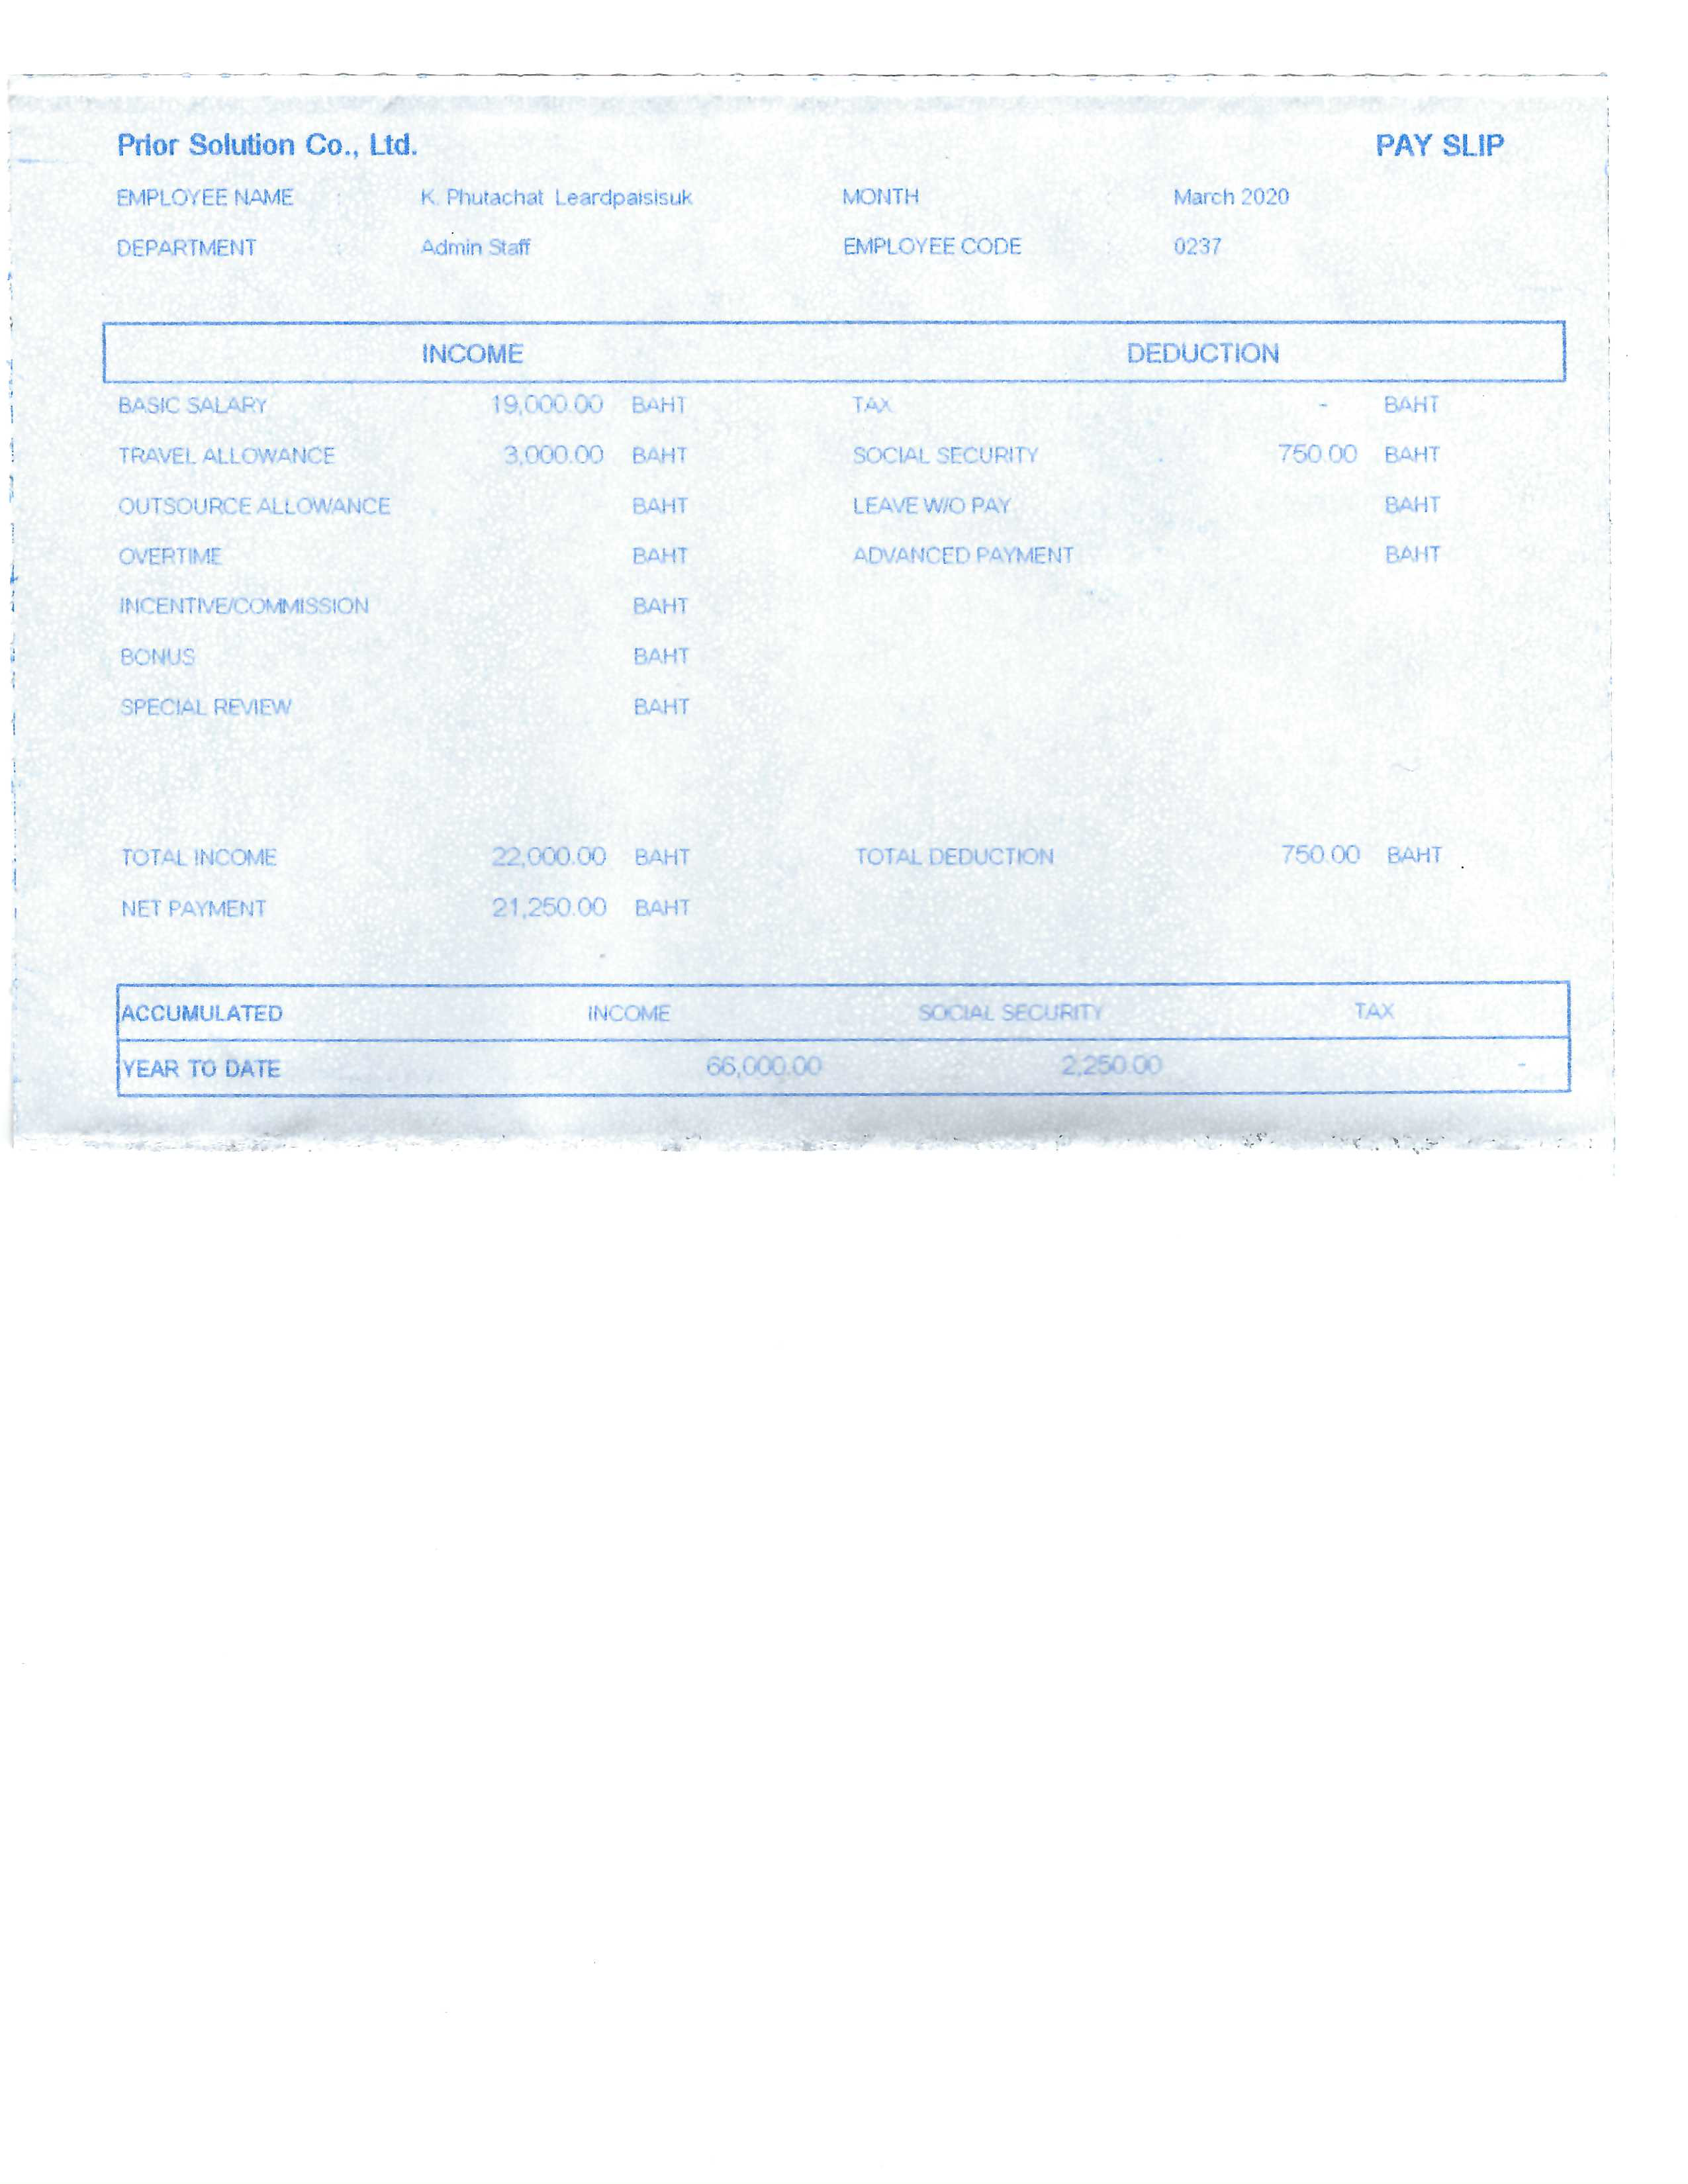 Prior Solution Co., Ltd. PAY SLIP
EMPLOYEE NAME : K. Phutachat Leardpaisisuk MONTH : March 2020
DEPARTMENT : Admin Staff EMPLOYEE CODE : 0237
INCOME DEDUCTION
BASIC SALARY 19,000.00 BAHT TAX - BAHT
TRAVEL ALLOWANCE 3,000.00 BAHT SOCIAL SECURITY 750.00 BAHT
OUTSOURCE ALLOWANCE BAHT LEAVE W/O PAY BAHT
OVERTIME BAHT ADVANCED PAYMENT BAHT
INCENTIVE/COMMISSION BAHT
BONUS BAHT
SPECIAL REVIEW BAHT
TOTAL INCOME 22,000.00 BAHT TOTAL DEDUCTION 750.00 BAHT
NET PAYMENT 21,250.00 BAHT
ACCUMULATED INCOME SOCIAL SECURITY TAX
YEAR TO DATE 66,000.00 2,250.00 -